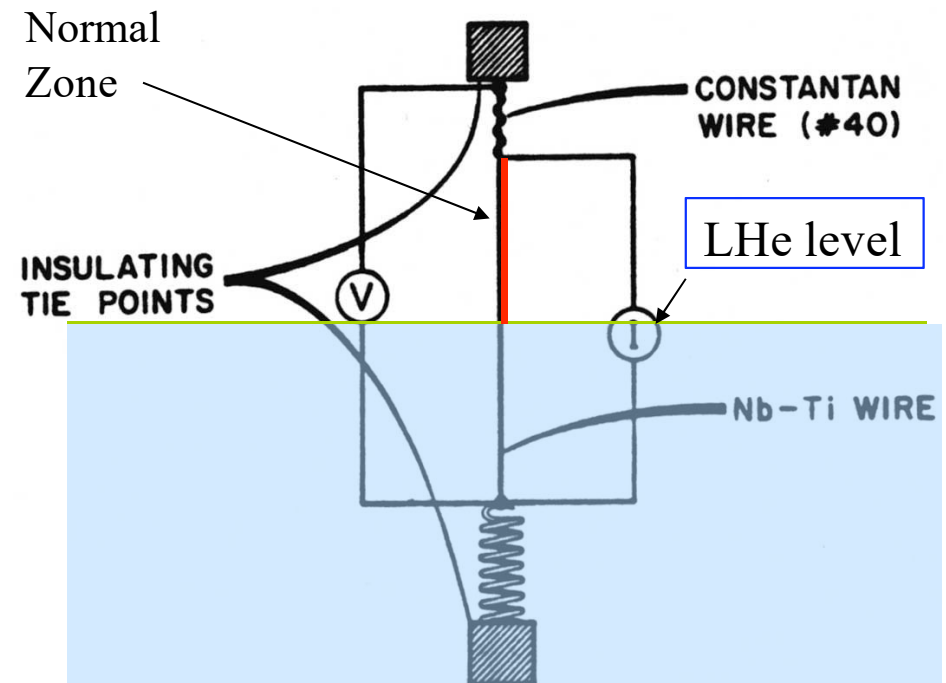 Normal
Zone
CONSTANTAN
WIRE (#40)
LHe level
INSULATING
TIE POINTS
V
I
Nb-Ti WIRE